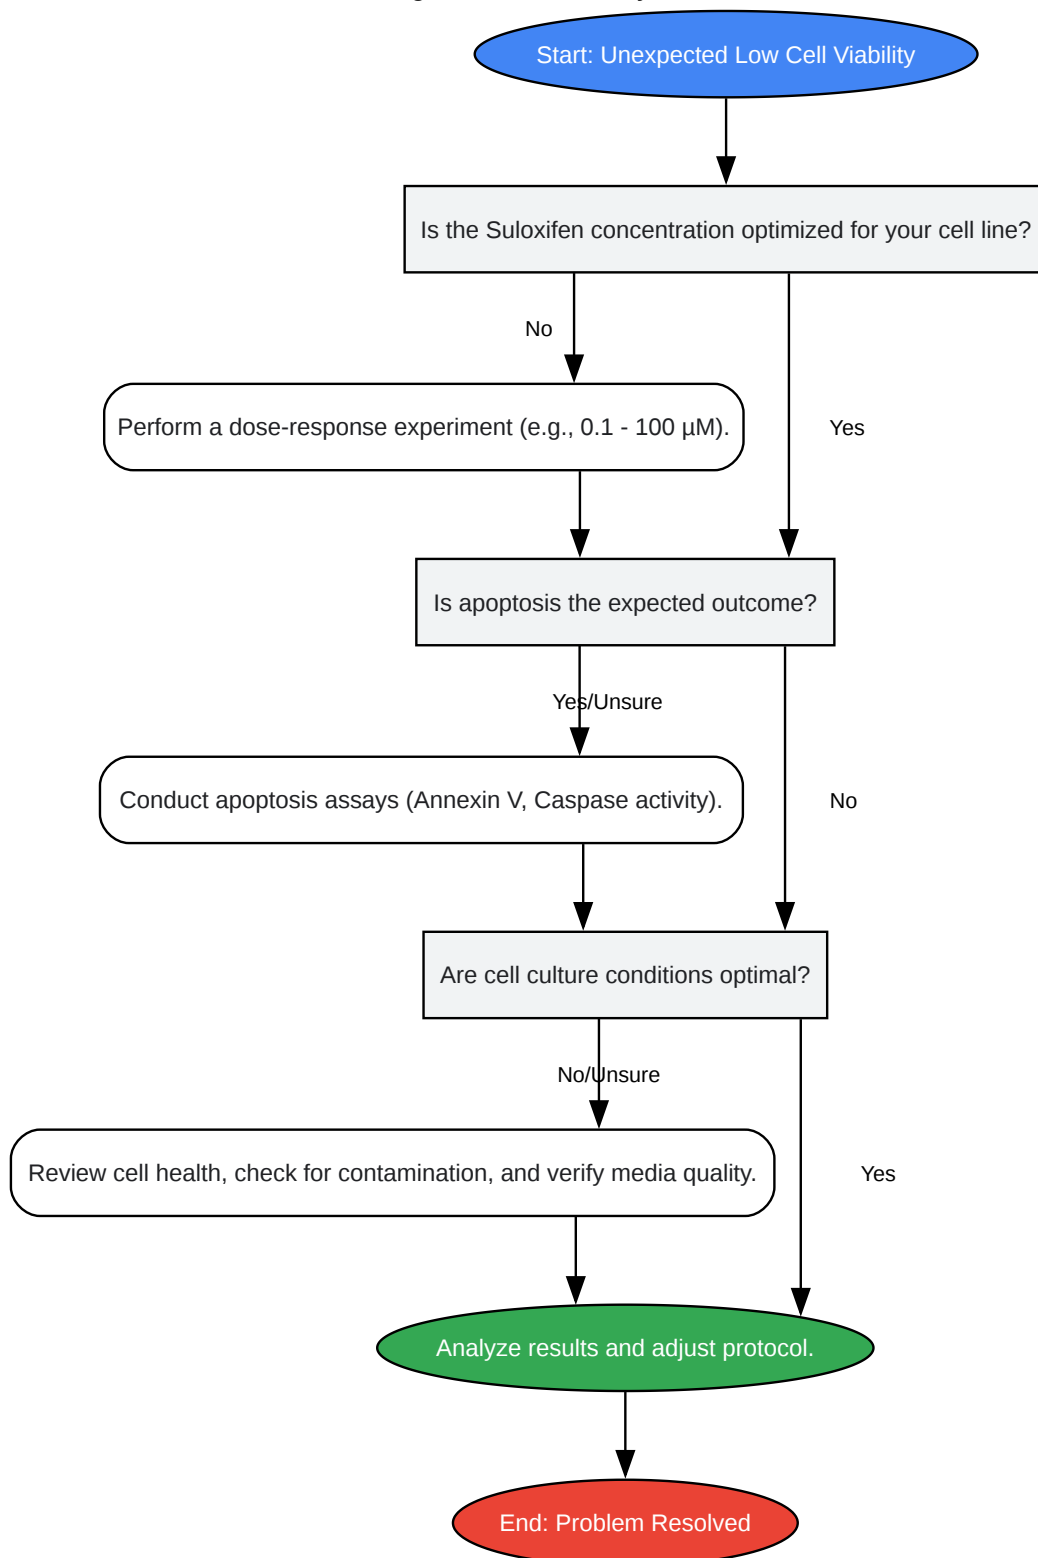 Start: Unexpected Low Cell Viability
Is the Suloxifen concentration optimized for your cell line?
No
Perform a dose-response experiment (e.g., 0.1 - 100 µM).
Yes
Is apoptosis the expected outcome?
Yes/Unsure
Conduct apoptosis assays (Annexin V, Caspase activity).
No
Are cell culture conditions optimal?
No/Unsure
Review cell health, check for contamination, and verify media quality.
Yes
Analyze results and adjust protocol.
End: Problem Resolved